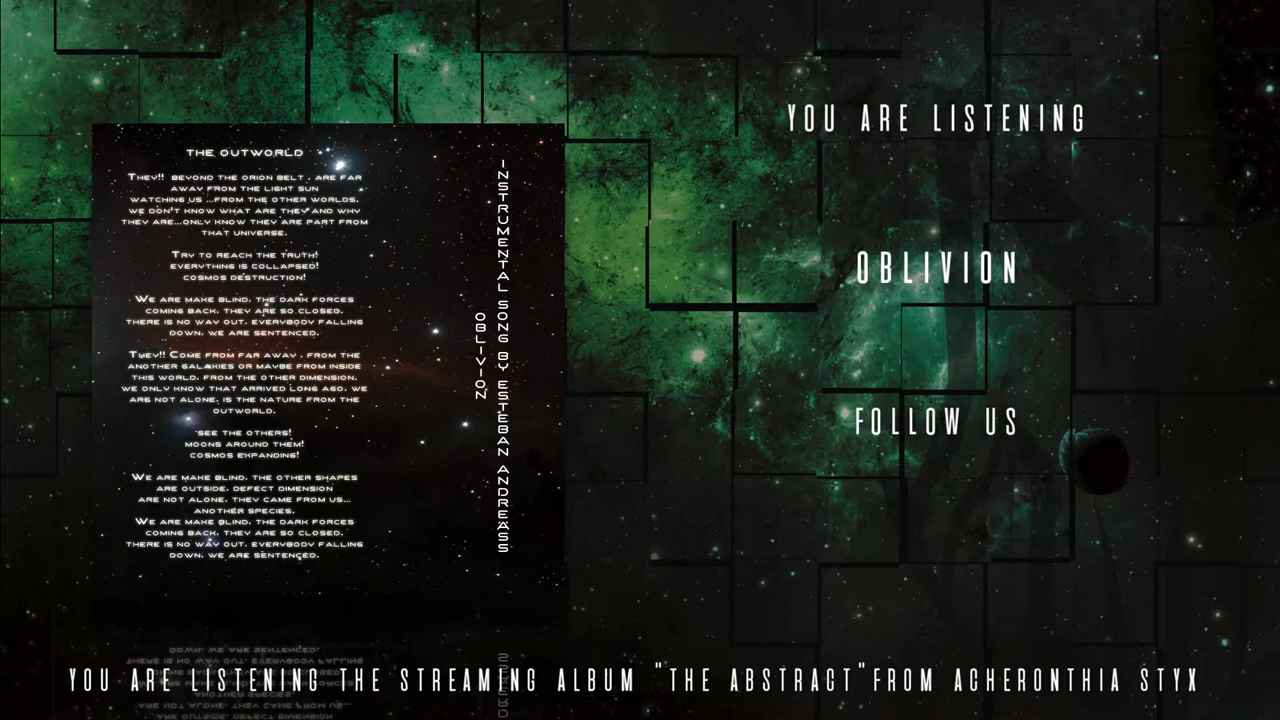 THE OUTWORLD
THEY!! BEYOND THE ORION BELT , ARE FAR
AWAY FROM THE LIGHT SUN
WATCHING US ...FROM THE OTHER WORLDS.
WE DON'T KNOW WHAT ARE THEY AND WHY
THEY ARE...ONLY KNOW THEY ARE PART FROM
THAT UNIVERSE.
TRY TO REACH THE TRUTH!
EVERYTHING IS COLLAPSED!
COSMOS DESTRUCTION!
WE ARE MAKE BLIND. THE DARK FORCES
COMING BACK. THEY ARE SO CLOSED.
THERE IS NO WAY OUT. EVERYBODY FALLING
DOWN. WE ARE SENTENCED.
THEY!! COME FROM FAR AWAY , FROM THE
ANOTHER GALAXIES OR MAYBE FROM INSIDE
THIS WORLD. FROM THE OTHER DIMENSION.
WE ONLY KNOW THAT ARRIVED LONG AGO. WE
ARE NOT ALONE. IS THE NATURE FROM THE
OUTWORLD.
SEE THE OTHERS!
MOONS AROUND THEM!
COSMOS EXPANDING!
WE ARE MAKE BLIND. THE OTHER SHAPES
ARE OUTSIDE. DEFECT DIMENSION
ARE NOT ALONE. THEY CAME FROM US...
ANOTHER SPECIES.
WE ARE MAKE BLIND. THE DARK FORCES
COMING BACK. THEY ARE SO CLOSED.
THERE IS NO WAY OUT. EVERYBODY FALLING
DOWN. WE ARE SENTENCED.
OBLIVION
INSTRUMENTAL SONG BY ESTEBAN ANDREÄSS
YOU ARE LISTENING
OBLIVION
FOLLOW US
YOU ARE LISTENING THE STREAMING ALBUM "THE ABSTRACT"FROM ACHERONTHIA STYX